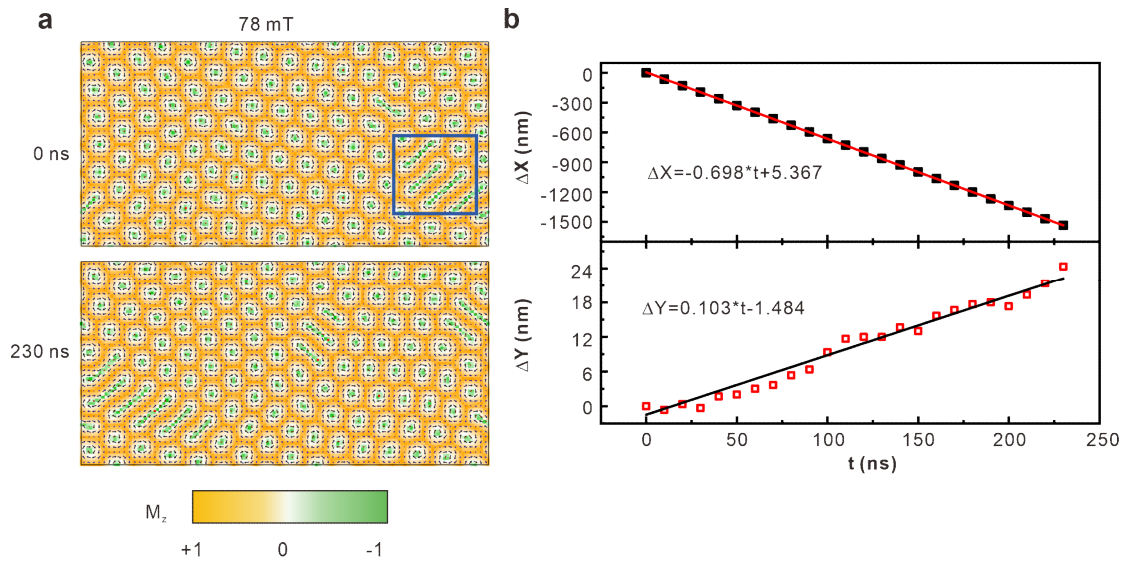 a
78 mT
0 ns
230 ns
Mz
+1 0 -1
b
0
-300
-600
-900
-1200
-1500
ΔX (nm)
ΔX=-0.698*t+5.367
24
18
12
6
0
ΔY (nm)
ΔY=0.103*t-1.484
0 50 100 150 200 250
t (ns)